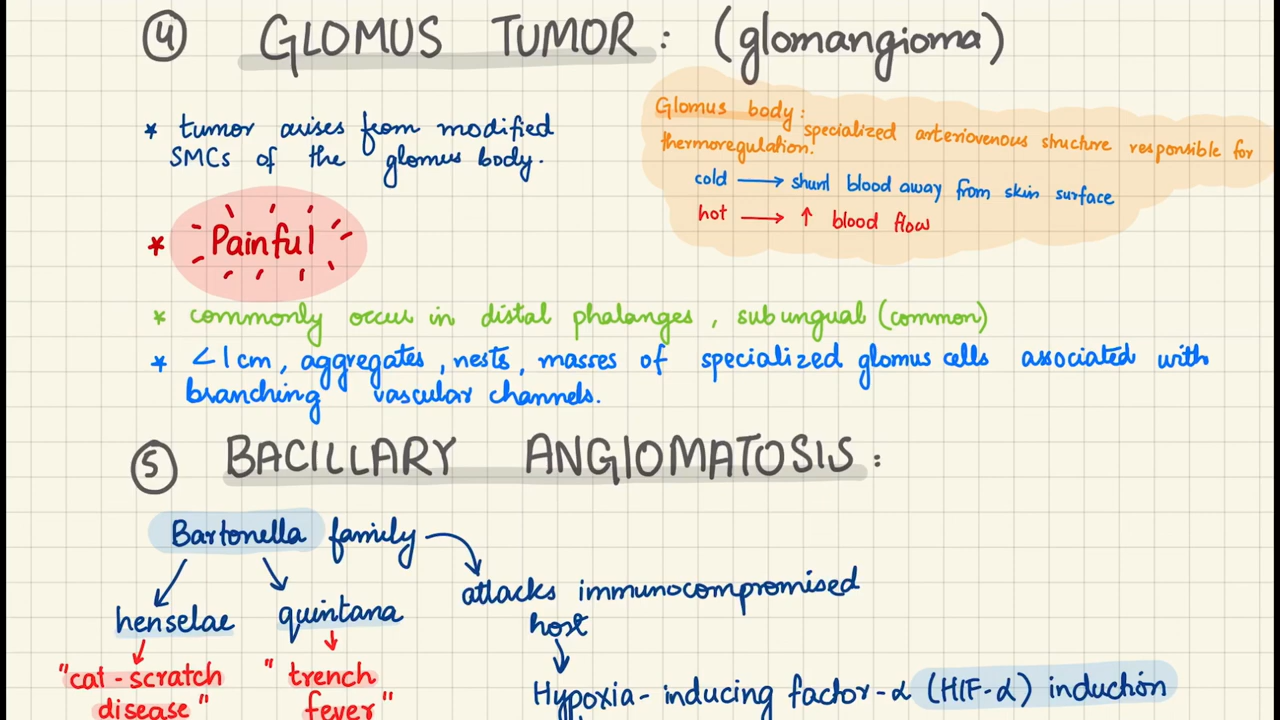 ④ GLOMUS TUMOR : (glomangioma)
* tumor arises from modified
SMCs of the glomus body.
Glomus body : specialized arteriovenous structure responsible for
thermoregulation.
cold → shunt blood away from skin surface
hot → ↑ blood flow
* Painful
* commonly occur in distal phalanges , subungual (common)
* <1cm, aggregates, nests, masses of specialized glomus cells associated with
branching vascular channels.
⑤ BACILLARY ANGIOMATOSIS :
Bartonella family
attacks immunocompromised
host
henselae quintana
"cat-scratch
disease"
"trench
fever"
Hypoxia-inducing factor-α (HIF-α) induction